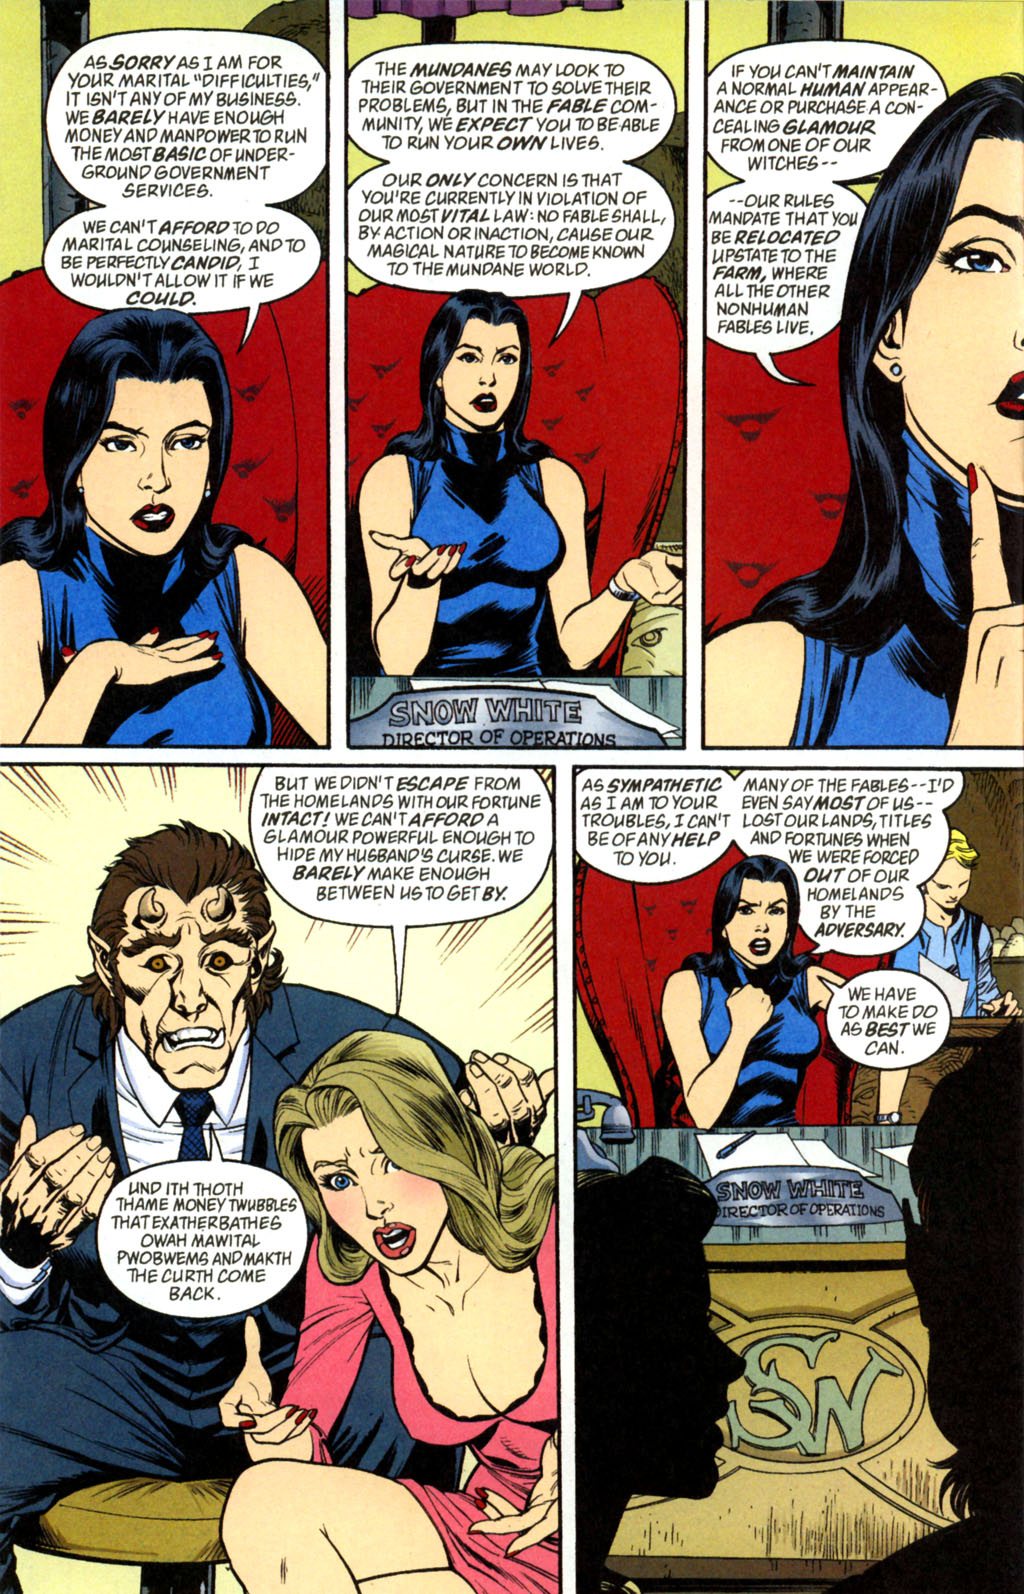 AS SORRY AS I AM FOR
YOUR MARITAL "DIFFICULTIES,"
IT ISN'T ANY OF MY BUSINESS.
WE BARELY HAVE ENOUGH
MONEY AND MANPOWER TO RUN
THE MOST BASIC OF UNDER-
GROUND GOVERNMENT
SERVICES.
WE CAN'T AFFORD TO DO
MARITAL COUNSELING, AND TO
BE PERFECTLY CANDID, I
WOULDN'T ALLOW IT IF WE
COULD.
THE MUNDANES MAY LOOK TO
THEIR GOVERNMENT TO SOLVE THEIR
PROBLEMS, BUT IN THE FABLE COM-
MUNITY, WE EXPECT YOU TO BE ABLE
TO RUN YOUR OWN LIVES.
OUR ONLY CONCERN IS THAT
YOU'RE CURRENTLY IN VIOLATION OF
OUR MOST VITAL LAW: NO FABLE SHALL,
BY ACTION OR INACTION, CAUSE OUR
MAGICAL NATURE TO BECOME KNOWN
TO THE MUNDANE WORLD.
SNOW WHITE
DIRECTOR OF OPERATIONS
IF YOU CAN'T MAINTAIN
A NORMAL HUMAN APPEAR-
ANCE OR PURCHASE A CON-
CEALING GLAMOUR
FROM ONE OF OUR
WITCHES--
--OUR RULES
MANDATE THAT YOU
BE RELOCATED
UPSTATE TO THE
FARM, WHERE
ALL THE OTHER
NONHUMAN
FABLES LIVE.
BUT WE DIDN'T ESCAPE FROM
THE HOMELANDS WITH OUR FORTUNE
INTACT! WE CAN'T AFFORD A
GLAMOUR POWERFUL ENOUGH TO
HIDE MY HUSBAND'S CURSE. WE
BARELY MAKE ENOUGH
BETWEEN US TO GET BY.
UND ITH THOTH
THAME MONEY TWUBBLES
THAT EXATHERBATHES
OWAH MAWITAL
PWOBWEMS AND MAKTH
THE CURTH COME
BACK.
AS SYMPATHETIC
AS I AM TO YOUR
TROUBLES, I CAN'T
BE OF ANY HELP
TO YOU.
MANY OF THE FABLES--I'D
EVEN SAY MOST OF US--
LOST OUR LANDS, TITLES
AND FORTUNES WHEN
WE WERE FORCED
OUT OF OUR
HOMELANDS
BY THE
ADVERSARY.
WE HAVE
TO MAKE DO
AS BEST WE
CAN.
SNOW WHITE
DIRECTOR OF OPERATIONS
SW